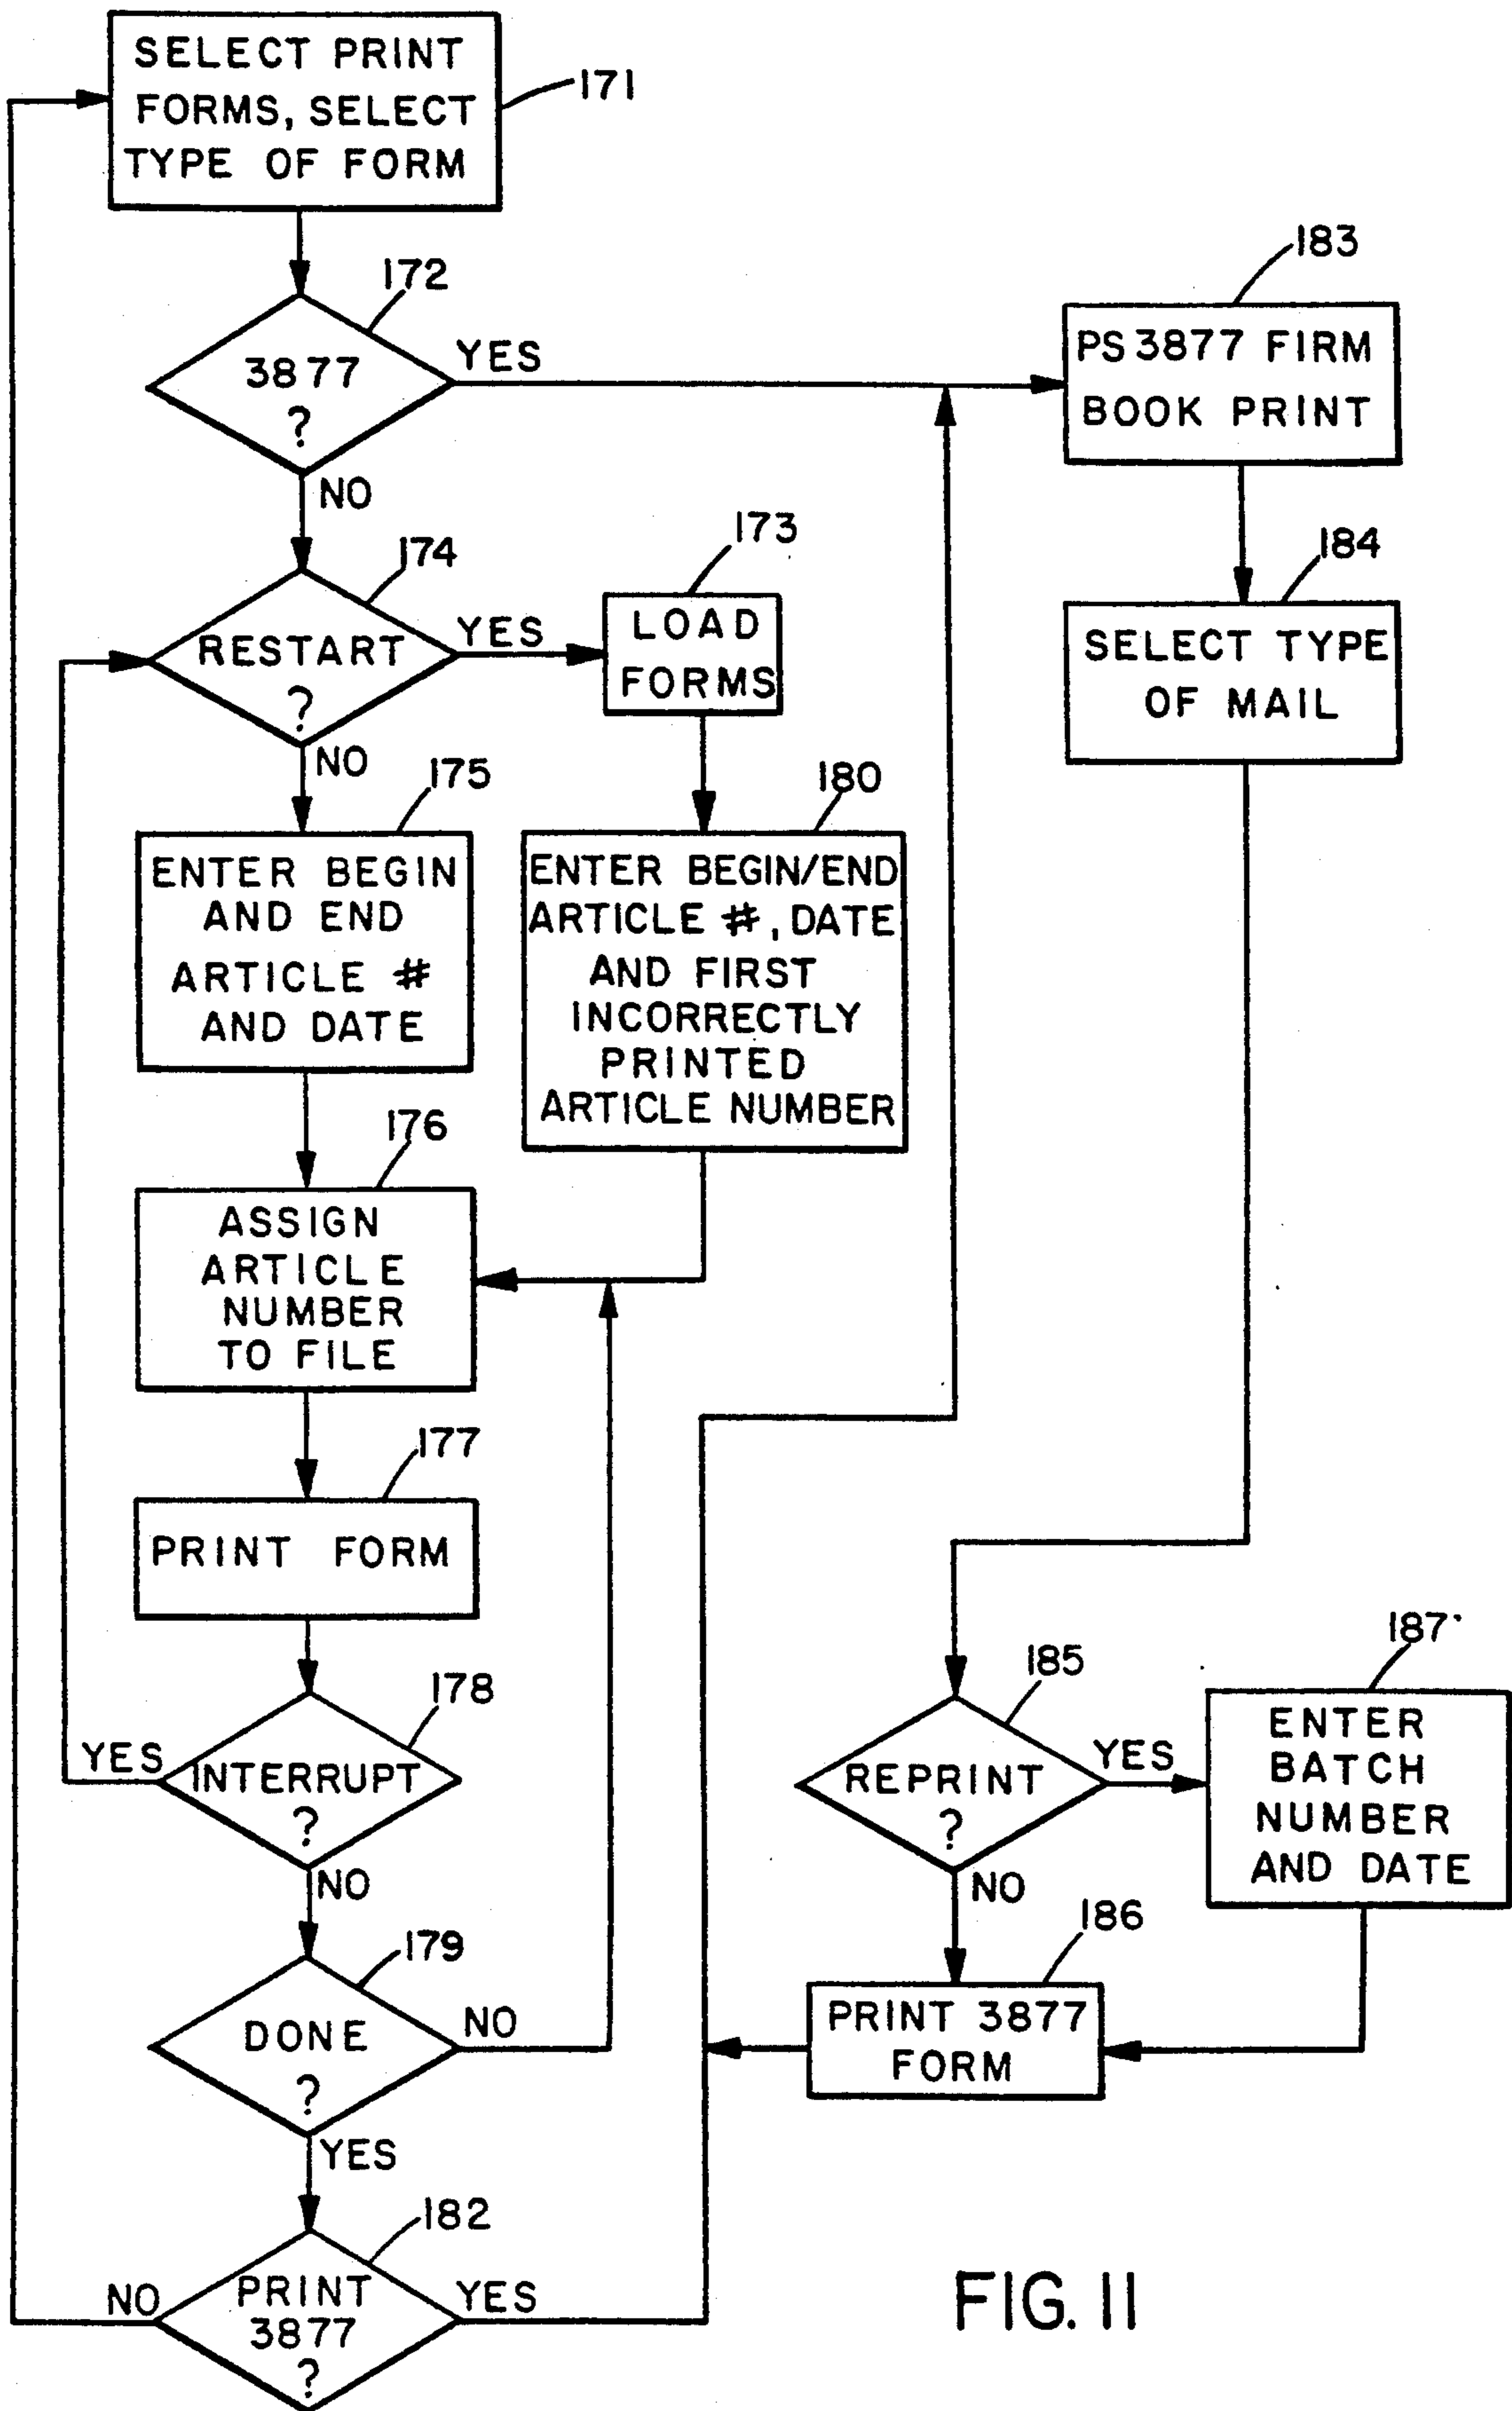 SELECT PRINT
FORMS, SELECT
TYPE OF FORM
171
172
3877
?
YES
NO
183
PS3877 FIRM
BOOK PRINT
174
RESTART
?
YES
NO
173
LOAD
FORMS
184
SELECT TYPE
OF MAIL
175
ENTER BEGIN
AND END
ARTICLE #
AND DATE
180
ENTER BEGIN/END
ARTICLE #, DATE
AND FIRST
INCORRECTLY
PRINTED
ARTICLE NUMBER
176
ASSIGN
ARTICLE
NUMBER
TO FILE
177
PRINT FORM
178
INTERRUPT
?
YES
NO
185
REPRINT
?
YES
NO
187
ENTER
BATCH
NUMBER
AND DATE
179
DONE
?
NO
YES
186
PRINT 3877
FORM
182
PRINT
3877
?
NO
YES
FIG. 11